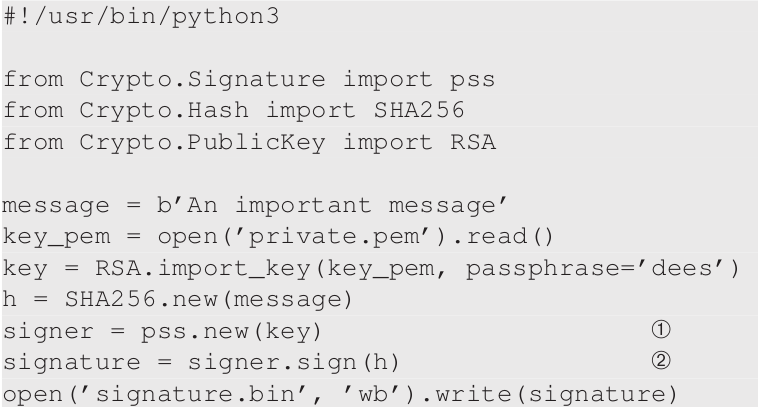 #!/usr/bin/python3
from Crypto.Signature import pss
from Crypto.Hash import SHA256
from Crypto.PublicKey import RSA
message = b'An important message'
key_pem = open('private.pem').read()
key = RSA.import_key(key_pem, passphrase='dees')
h = SHA256.new(message)
signer = pss.new(key) ①
signature = signer.sign(h) ②
open('signature.bin', 'wb').write(signature)